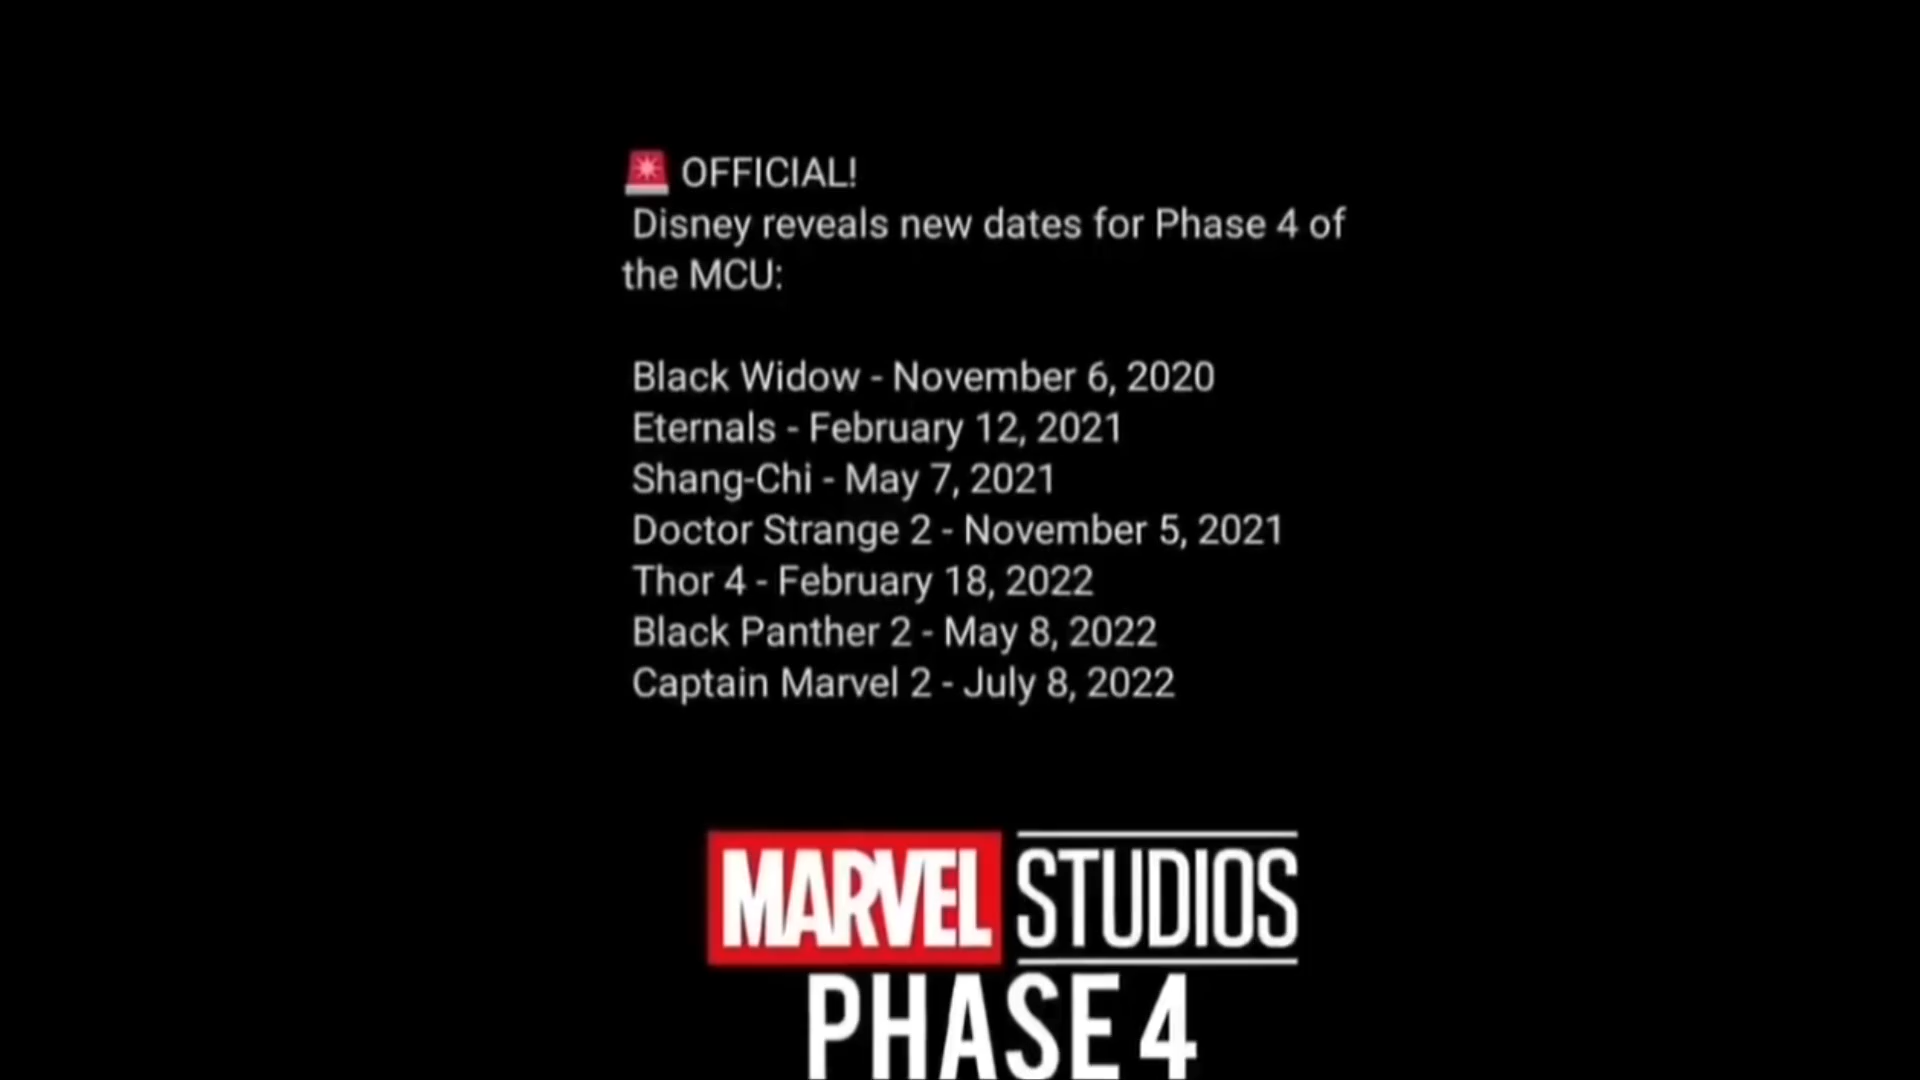 🚨 OFFICIAL!
Disney reveals new dates for Phase 4 of
the MCU:
Black Widow - November 6, 2020
Eternals - February 12, 2021
Shang-Chi - May 7, 2021
Doctor Strange 2 - November 5, 2021
Thor 4 - February 18, 2022
Black Panther 2 - May 8, 2022
Captain Marvel 2 - July 8, 2022
MARVEL STUDIOS
PHASE 4